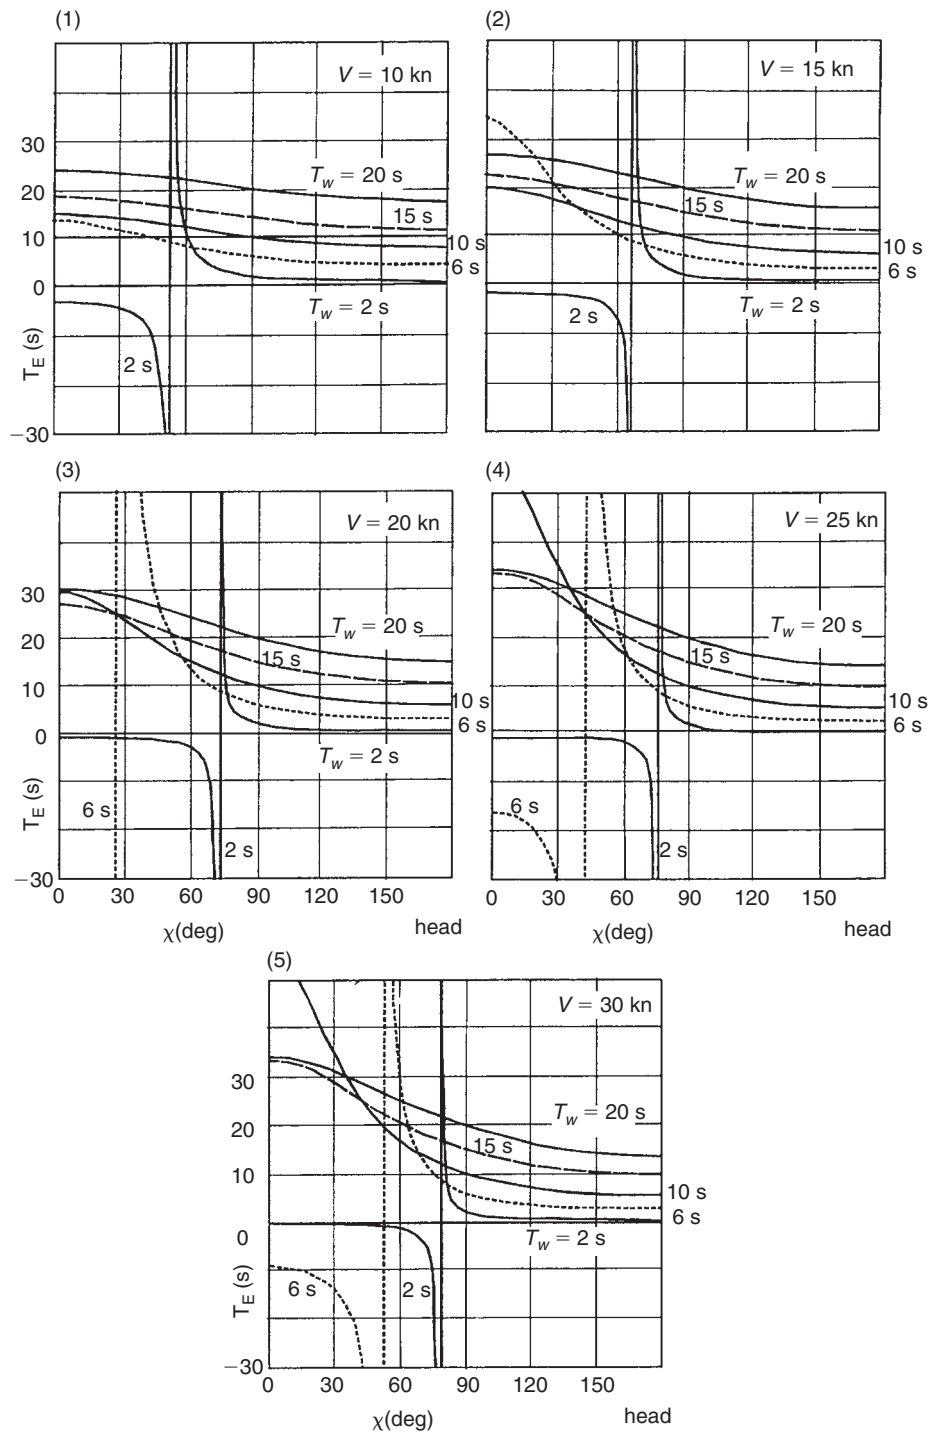 (1)
V = 10 kn
30
T_w = 20 s
20
15 s
10
10 s
6 s
0
T_w = 2 s
2 s
T_E (s)
−30
(2)
V = 15 kn
T_w = 20 s
15 s
10 s
6 s
T_w = 2 s
2 s
(3)
V = 20 kn
30
T_w = 20 s
20
15 s
10
10 s
6 s
0
T_w = 2 s
6 s
T_E (s)
2 s
−30
0 30 60 90 120 150
χ(deg) head
(4)
V = 25 kn
T_w = 20 s
15 s
10 s
6 s
6 s
2 s
0 30 60 90 120 150
χ(deg) head
(5)
V = 30 kn
30
T_w = 20 s
20
15 s
10
10 s
6 s
0
T_w = 2 s
6 s
2 s
T_E (s)
−30
0 30 60 90 120 150
χ(deg) head